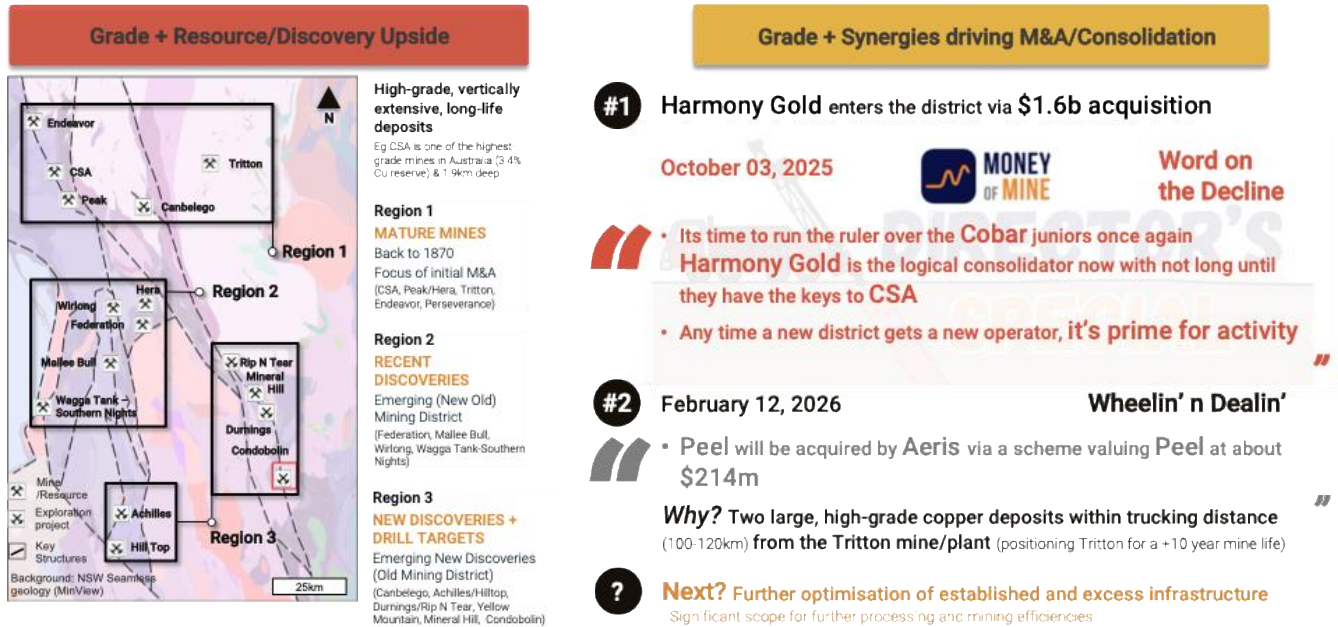 Grade + Resource/Discovery Upside
Endeavor
CSA
Peak
Tritton
Canbelego
Region 1
Hera
Region 2
Wirlong
Federation
Mallee Bull
Wagga Tank –
Southern Nights
Rip N Tear
Mineral
Hill
Durnings
Condobolin
Achilles
Hill Top
Region 3
N
Mine
/Resource
Exploration
project
Key
Structures
Background: NSW Seamless
geology (MinView)
25km
High-grade, vertically
extensive, long-life
deposits
Eg CSA is one of the highest
grade mines in Australia (3.4%
Cu reserve) & 1.9km deep
Region 1
MATURE MINES
Back to 1870
Focus of initial M&A
(CSA, Peak/Hera, Tritton,
Endeavor, Perseverance)
Region 2
RECENT
DISCOVERIES
Emerging (New Old)
Mining District
(Federation, Mallee Bull,
Wirlong, Wagga Tank-Southern
Nights)
Region 3
NEW DISCOVERIES +
DRILL TARGETS
Emerging New Discoveries
(Old Mining District)
(Canbelego, Achilles/Hilltop,
Durnings/Rip N Tear, Yellow
Mountain, Mineral Hill, Condobolin)
Grade + Synergies driving M&A/Consolidation
#1 Harmony Gold enters the district via $1.6b acquisition
October 03, 2025
MONEY
OF MINE
Word on
the Decline
DIRECTOR'S
SPECIAL
“
• Its time to run the ruler over the Cobar juniors once again
Harmony Gold is the logical consolidator now with not long until
they have the keys to CSA
• Any time a new district gets a new operator, it's prime for activity
”
#2 February 12, 2026
Wheelin' n Dealin'
“
• Peel will be acquired by Aeris via a scheme valuing Peel at about
$214m
”
Why? Two large, high-grade copper deposits within trucking distance
(100-120km) from the Tritton mine/plant (positioning Tritton for a +10 year mine life)
? Next? Further optimisation of established and excess infrastructure
Significant scope for further processing and mining efficiencies